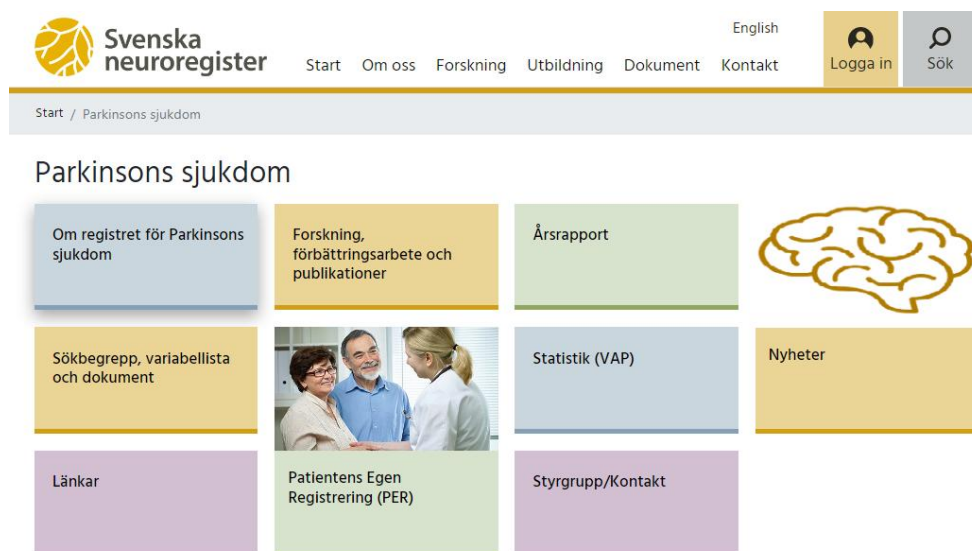 Svenska
neuroregister
English
Start Om oss Forskning Utbildning Dokument Kontakt
Logga in
Sök
Start / Parkinsons sjukdom
Parkinsons sjukdom
Om registret för Parkinsons
sjukdom
Forskning,
förbättringsarbete och
publikationer
Årsrapport
Sökbegrepp, variabellista
och dokument
Statistik (VAP)
Nyheter
Länkar
Patientens Egen
Registrering (PER)
Styrgrupp/Kontakt